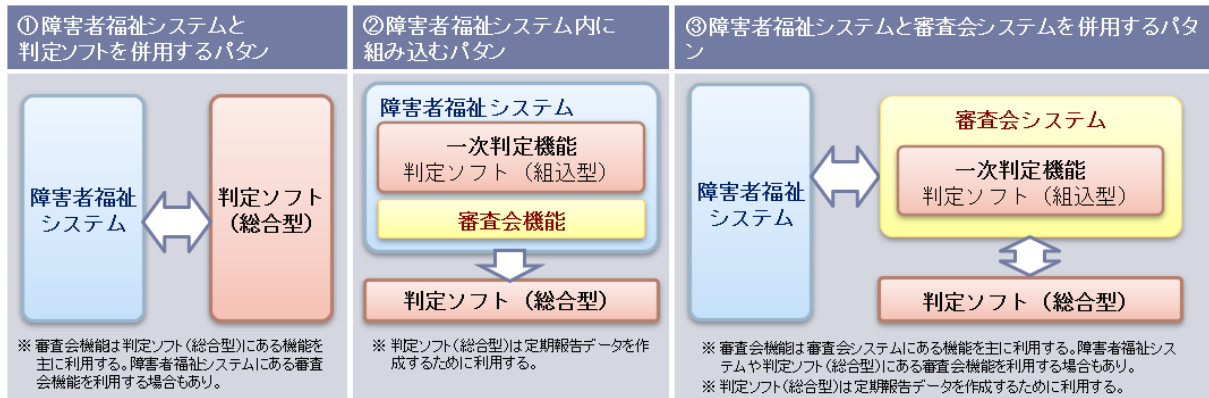 ①障害者福祉システムと
判定ソフトを併用するパタン
②障害者福祉システム内に
組み込むパタン
③障害者福祉システムと審査会システムを併用するパタ
ン
障害者福祉
システム
判定ソフト
(総合型)
※ 審査会機能は判定ソフト(総合型)にある機能を
主に利用する。障害者福祉システムにある審査
会機能を利用する場合もあり。
障害者福祉システム
一次判定機能
判定ソフト（組込型）
審査会機能
判定ソフト（総合型）
※ 判定ソフト(総合型)は定期報告データを作
成するために利用する。
障害者福祉
システム
審査会システム
一次判定機能
判定ソフト（組込型）
判定ソフト（総合型）
※ 審査会機能は審査会システムにある機能を主に利用する。障害者福祉シス
テムや判定ソフト(総合型)にある審査会機能を利用する場合もあり。
※ 判定ソフト(総合型)は定期報告データを作成するために利用する。